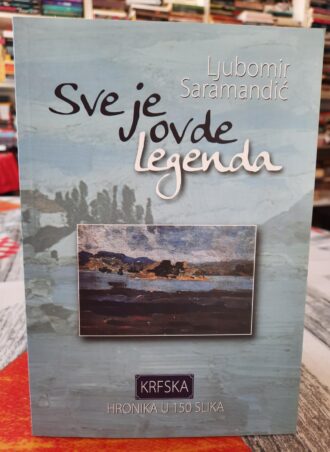 Ljubomir
Saramandić
Sve je
ovde
legenda
KRFSKA
HRONIKA U 150 SLIKA